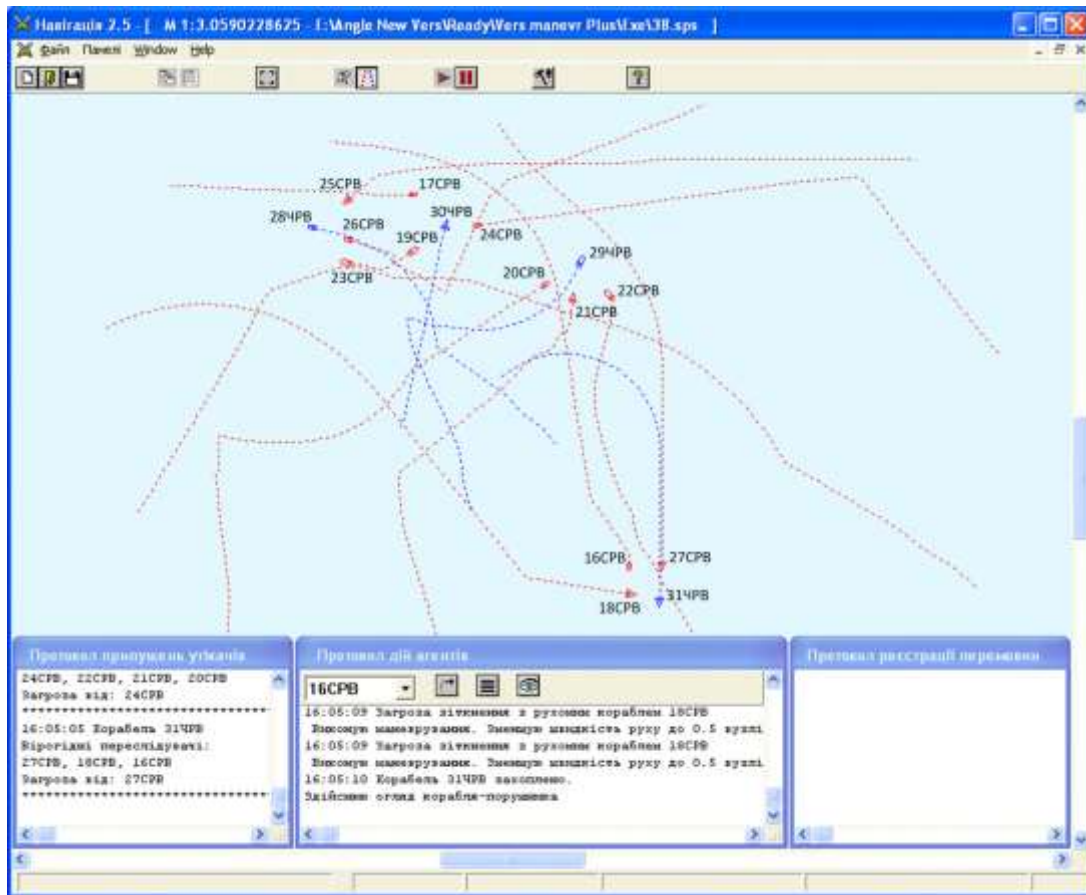 Навігація 2.5 - [ М 1:3.0590228625 - E:\Angle New Vers\Ready\Vers manevr Plus\Exe\3B.sps ]
Файл Панелі Window Help
25СРВ 17СРВ
28ЧРВ 26СРВ 30ЧРВ
19СРВ 24СРВ
29ЧРВ
23СРВ 20СРВ
22СРВ
21СРВ
16СРВ 27СРВ
18СРВ 31ЧРВ
Протокол припущень утікачів
24СРВ, 22СРВ, 21СРВ, 20СРВ
Загроза від: 24СРВ
16:05:05 Корабель 31ЧРВ
Вірогідні переслідувачі:
27СРВ, 18СРВ, 16СРВ
Загроза від: 27СРВ
Протокол дій агентів
16СРВ
16:05:09 Загроза зіткнення з рухомим кораблем 18СРВ
Виконую маневрування. Зменшую швидкість руху до 0.5 вузлі
16:05:09 Загроза зіткнення з рухомим кораблем 18СРВ
Виконую маневрування. Зменшую швидкість руху до 0.5 вузлі
16:05:10 Корабель 31ЧРВ захоплено.
Здійснив огляд корабля-порушника
Протокол реєстрації перемовин